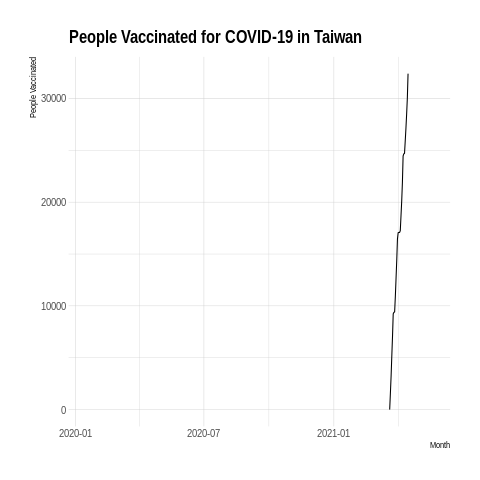 People Vaccinated for COVID-19 in Taiwan
People Vaccinated
30000
20000
10000
0
2020-01
2020-07
2021-01
Month